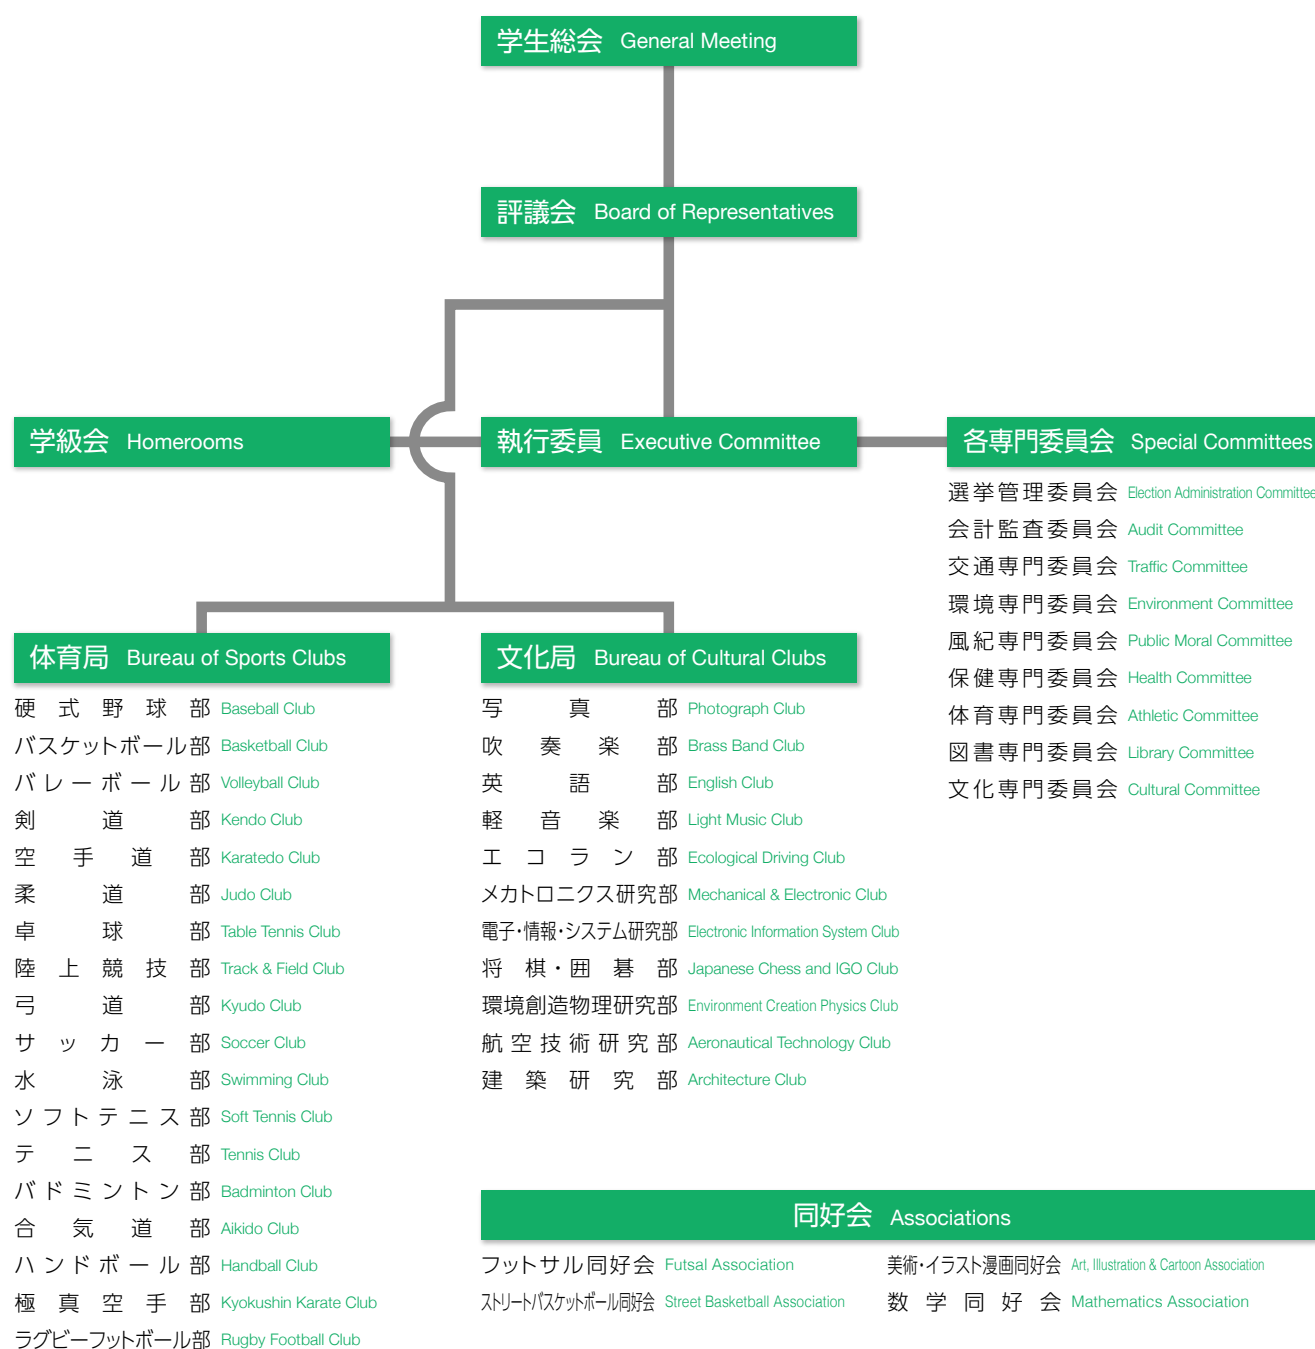 学生総会 General Meeting
評議会 Board of Representatives
学級会 Homerooms
執行委員 Executive Committee
各専門委員会 Special Committees
選挙管理委員会 Election Administration Committee
会計監査委員会 Audit Committee
交通専門委員会 Traffic Committee
環境専門委員会 Environment Committee
風紀専門委員会 Public Moral Committee
保健専門委員会 Health Committee
体育専門委員会 Athletic Committee
図書専門委員会 Library Committee
文化専門委員会 Cultural Committee
体育局 Bureau of Sports Clubs
硬式野球部 Baseball Club
バスケットボール部 Basketball Club
バレーボール部 Volleyball Club
剣道部 Kendo Club
空手道部 Karatedo Club
柔道部 Judo Club
卓球部 Table Tennis Club
陸上競技部 Track & Field Club
弓道部 Kyudo Club
サッカー部 Soccer Club
水泳部 Swimming Club
ソフトテニス部 Soft Tennis Club
テニス部 Tennis Club
バドミントン部 Badminton Club
合気道部 Aikido Club
ハンドボール部 Handball Club
極真空手部 Kyokushin Karate Club
ラグビーフットボール部 Rugby Football Club
文化局 Bureau of Cultural Clubs
写真部 Photograph Club
吹奏楽部 Brass Band Club
英語部 English Club
軽音楽部 Light Music Club
エコラン部 Ecological Driving Club
メカトロニクス研究部 Mechanical & Electronic Club
電子・情報・システム研究部 Electronic Information System Club
将棋・囲碁部 Japanese Chess and IGO Club
環境創造物理研究部 Environment Creation Physics Club
航空技術研究部 Aeronautical Technology Club
建築研究部 Architecture Club
同好会 Associations
フットサル同好会 Futsal Association
ストリートバスケットボール同好会 Street Basketball Association
美術・イラスト漫画同好会 Art, Illustration & Cartoon Association
数学同好会 Mathematics Association